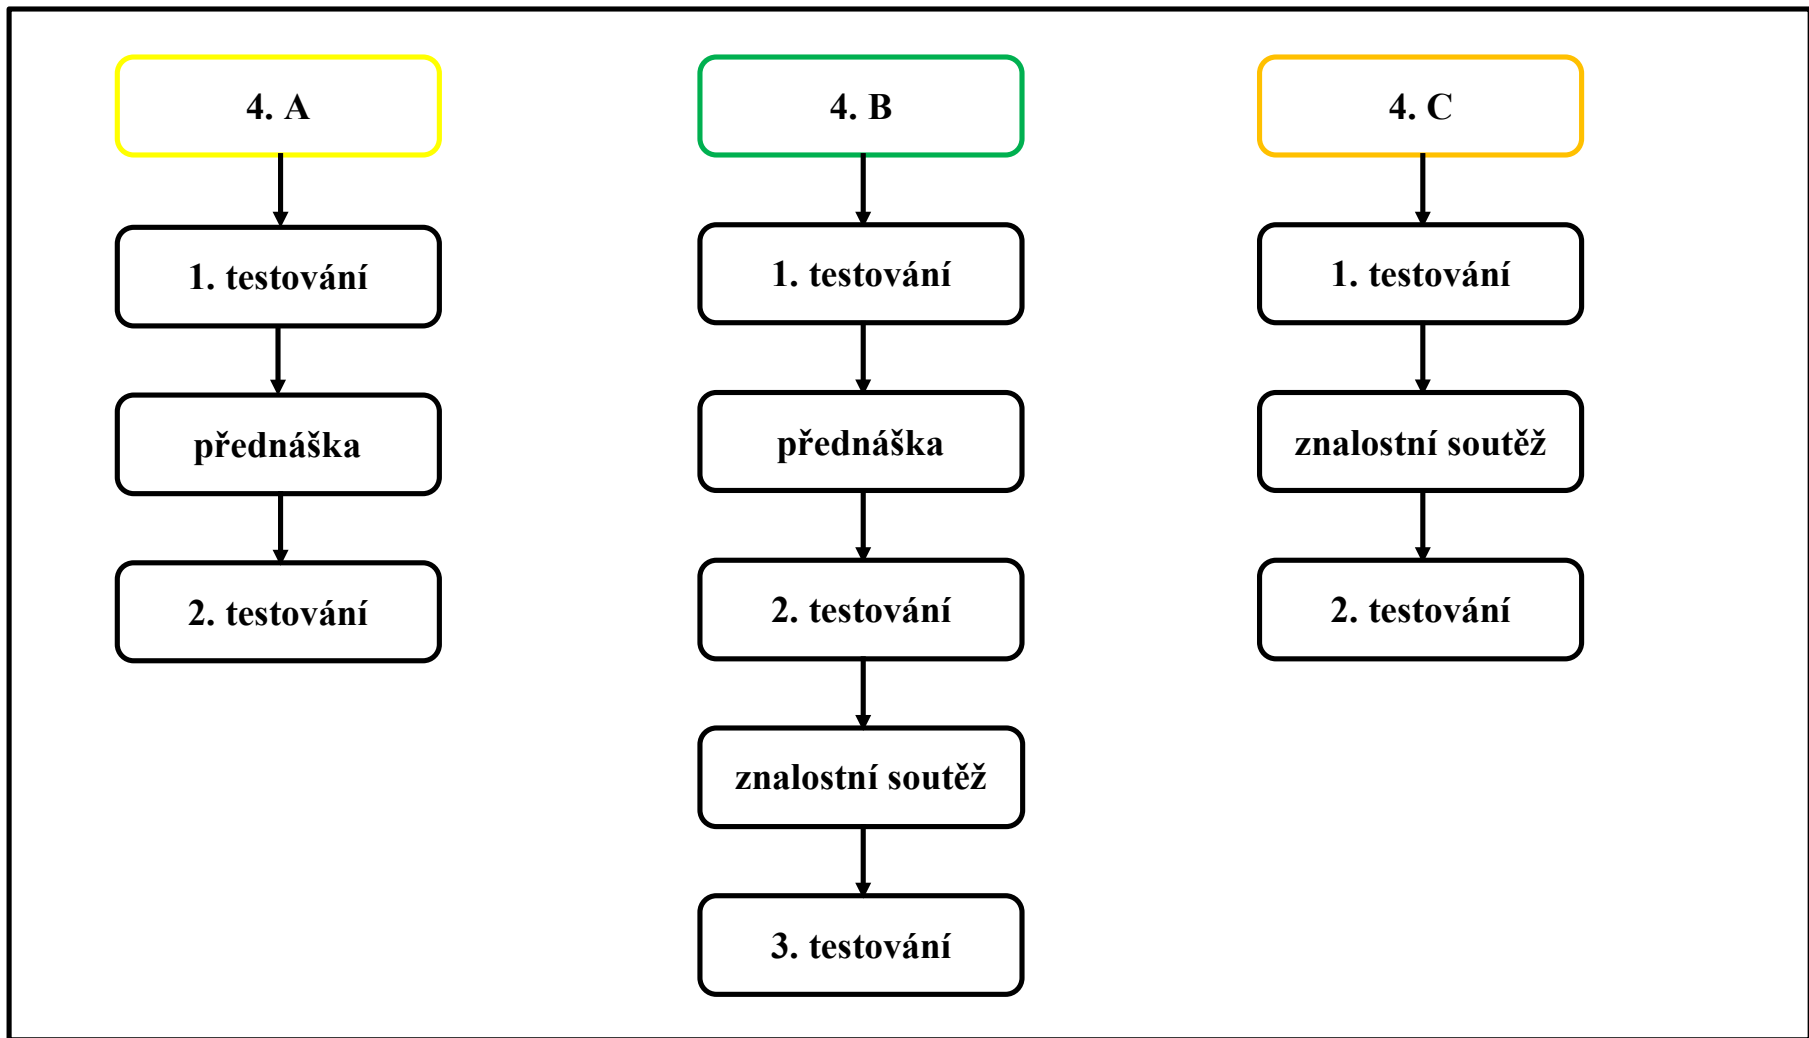 4. A
1. testování
přednáška
2. testování
4. B
1. testování
přednáška
2. testování
znalostní soutěž
3. testování
4. C
1. testování
znalostní soutěž
2. testování